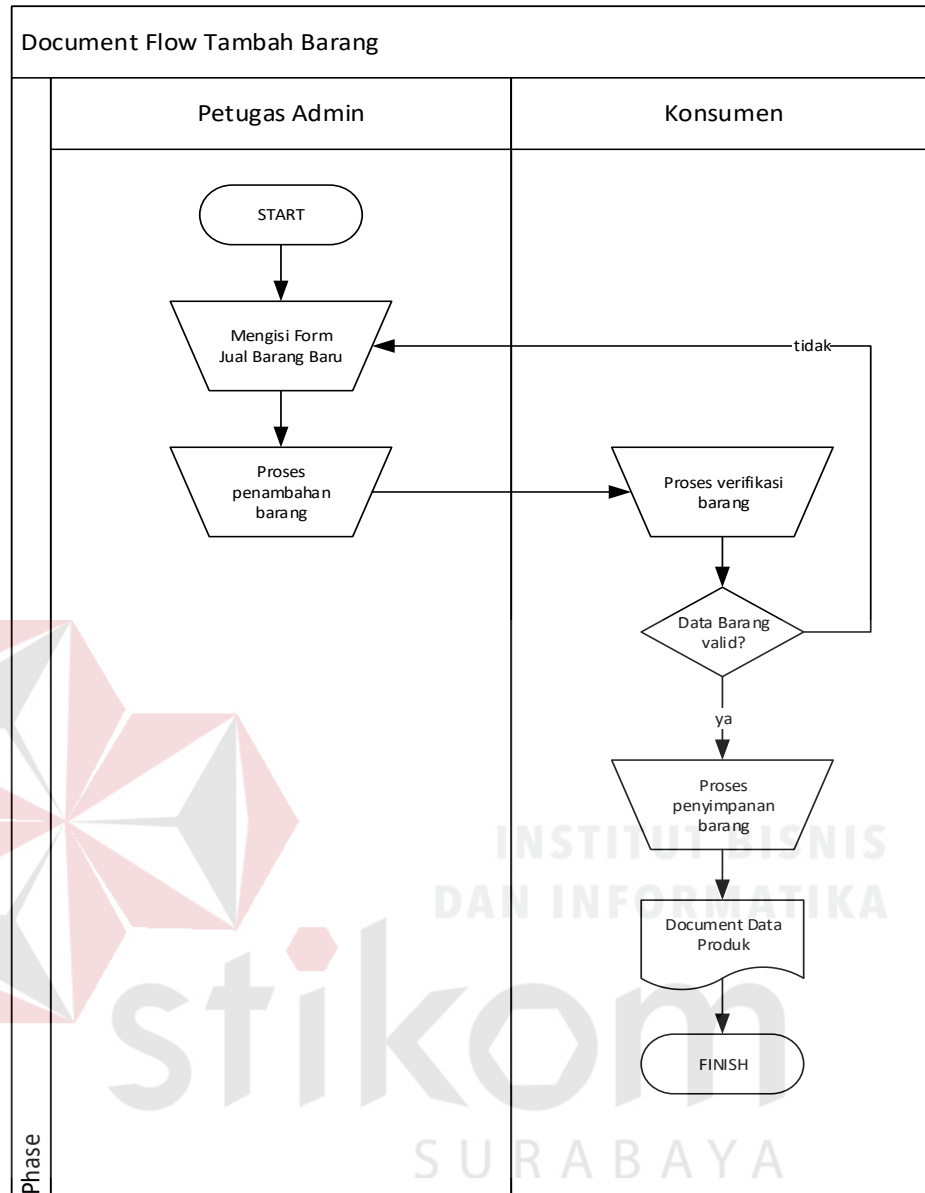 Document Flow Tambah Barang
Petugas Admin
Konsumen
START
Mengisi Form
Jual Barang Baru
tidak
Proses
penambahan
barang
Proses verifikasi
barang
Data Barang
valid?
ya
Proses
penyimpanan
barang
Document Data
Produk
FINISH
Phase
INSTITUT BISNIS
DAN INFORMATIKA
stikom
SURABAYA